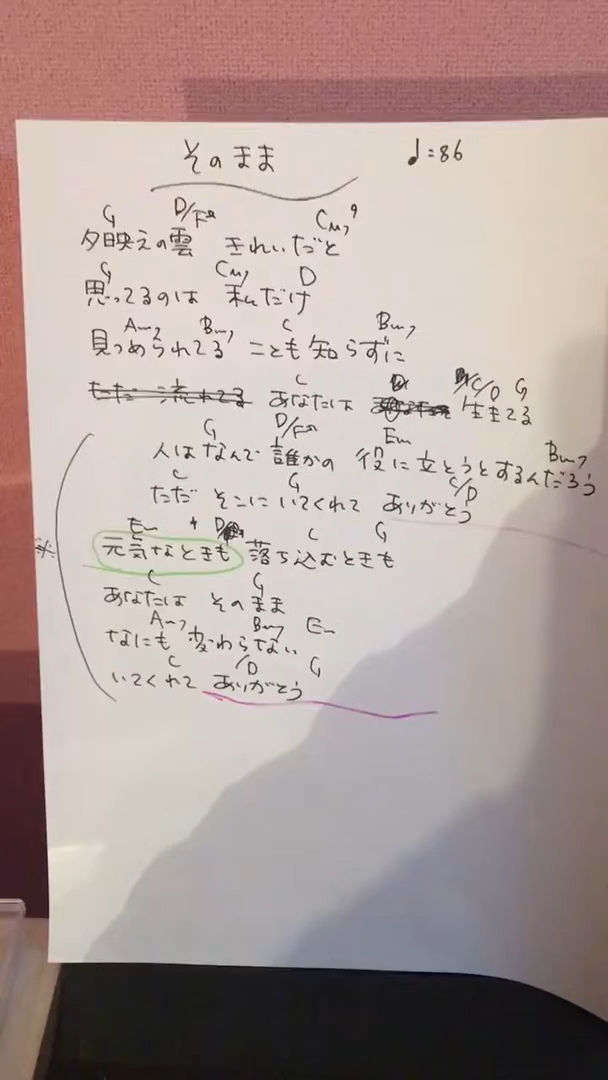 そのまま ♩=86
G D/F# CM7 9
夕映えの雲 きれいだと
G CM7 D
思ってるのは 私だけ
Am7 Bm7 C Bm7
見つめられてる ことも知らずに
C C/D G
ただ 流れてる あなたは 生きてる
G D/F# Em Bm7
人はなんで 誰かの 役に立とうとするんだろう
C G C/D
ただ そこに いてくれて ありがとう
Em D C G
※ 元気なときも 落ち込むときも
C G
あなたは そのまま
Am7 Bm7 Em
なにも 変わらない
C /D G
いてくれて ありがとう